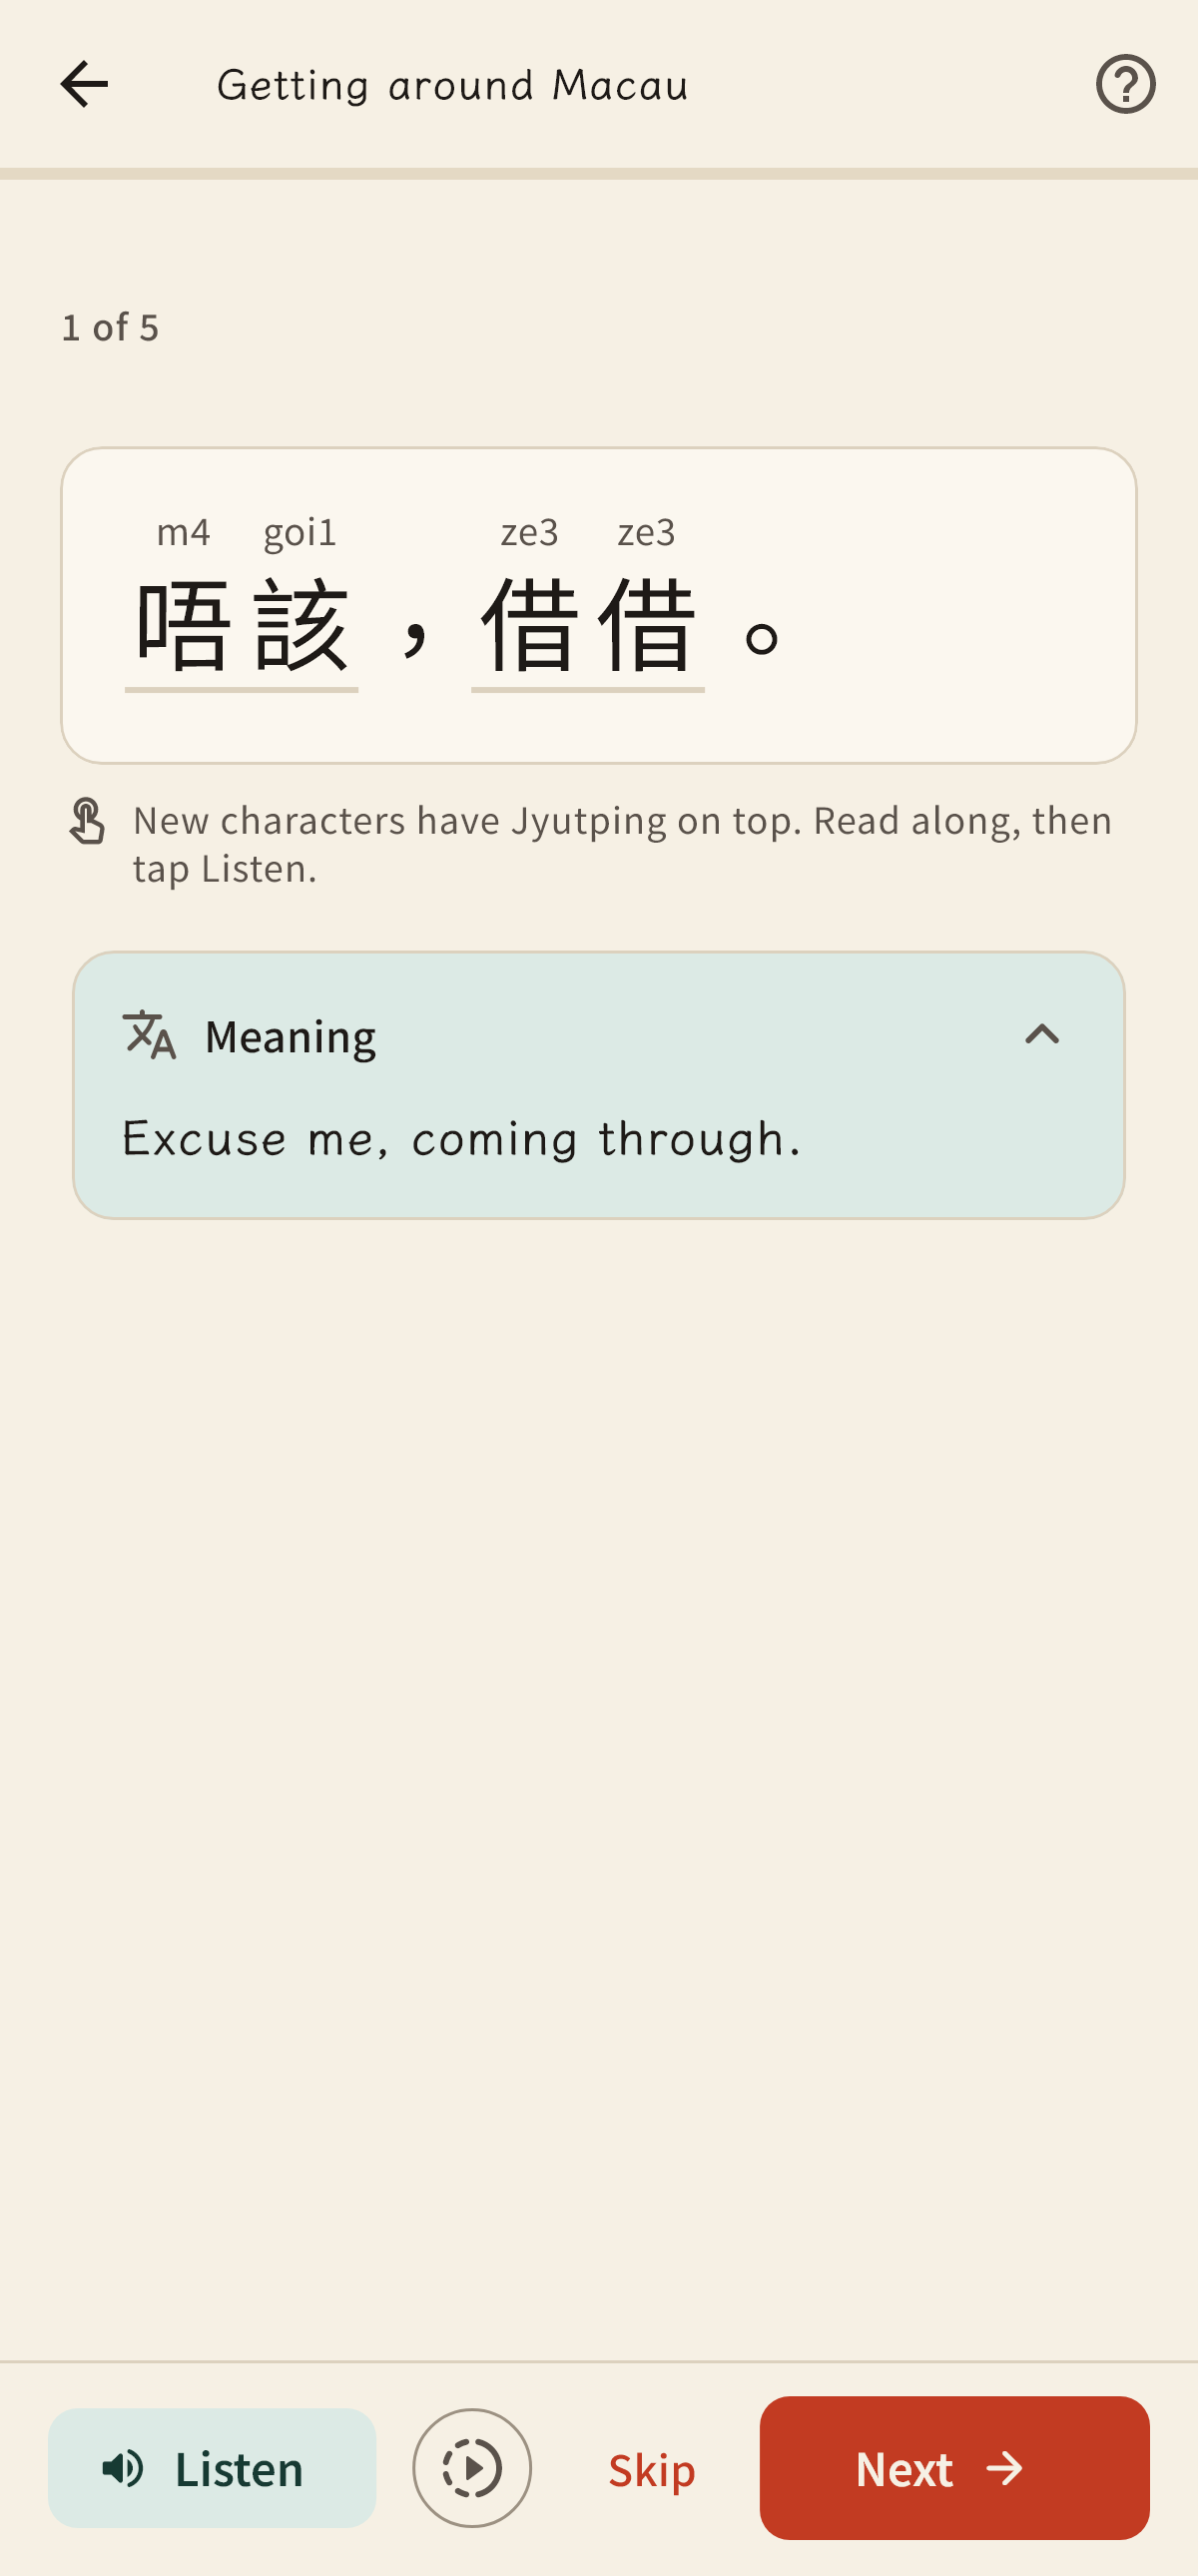 Getting around Macau
1 of 5
m4 goi1 ze3 ze3
唔該，借借。
New characters have Jyutping on top. Read along, then
tap Listen.
Meaning
Excuse me, coming through.
Listen
Skip
Next